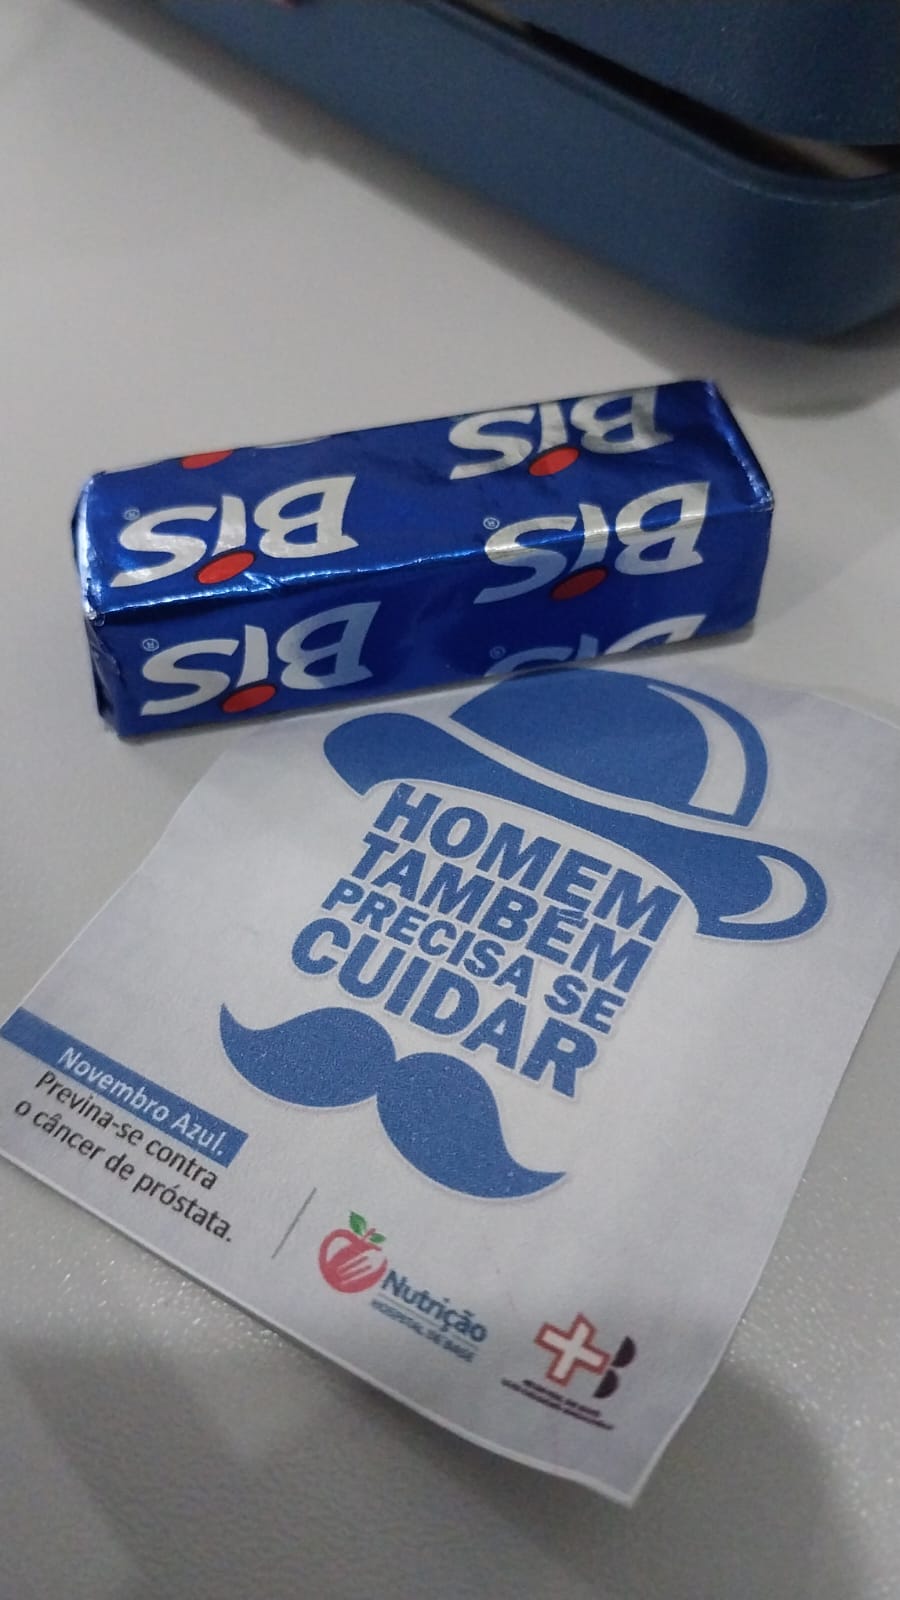 BiS
BiS
BiS
BiS
BiS
HOMEM
TAMBÉM
PRECISA SE
CUIDAR
Novembro Azul.
Previna-se contra
o câncer de próstata.
Nutrição
HOSPITAL DE BASE